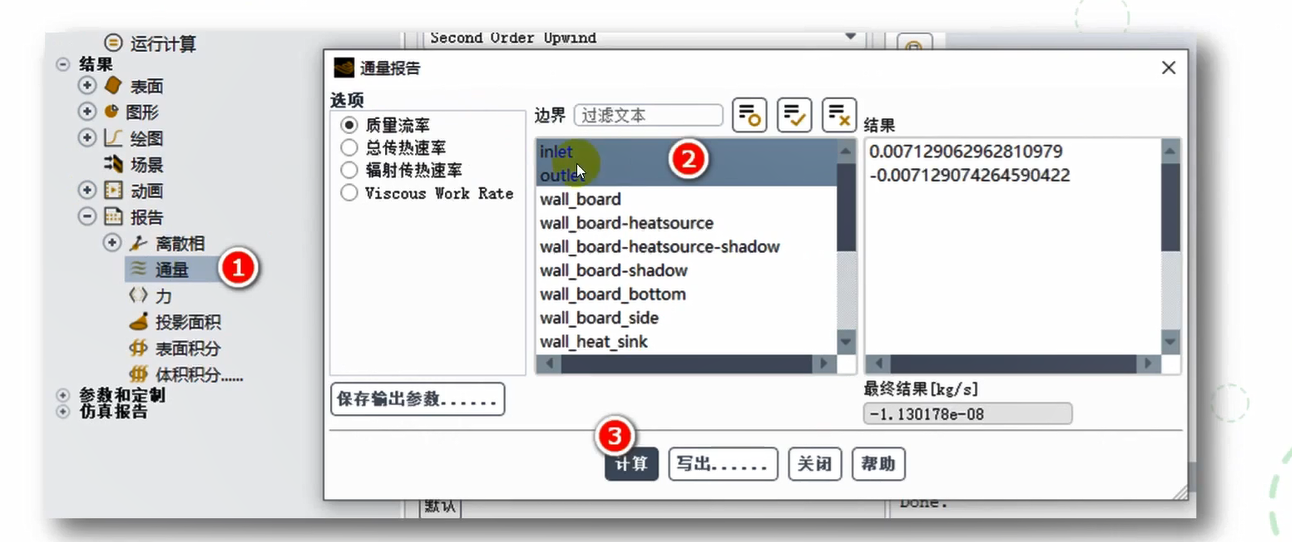 运行计算
结果
表面
图形
绘图
场景
动画
报告
离散相
通量
1
力
投影面积
表面积分
体积积分......
参数和定制
仿真报告
Second Order Upwind
通量报告
选项
质量流率
总传热速率
辐射传热速率
Viscous Work Rate
保存输出参数......
边界 过滤文本
inlet
outlet
2
wall_board
wall_board-heatsource
wall_board-heatsource-shadow
wall_board-shadow
wall_board_bottom
wall_board_side
wall_heat_sink
结果
0.007129062962810979
-0.007129074264590422
最终结果[kg/s]
-1.130178e-08
3
计算 写出...... 关闭 帮助
默认
Done.